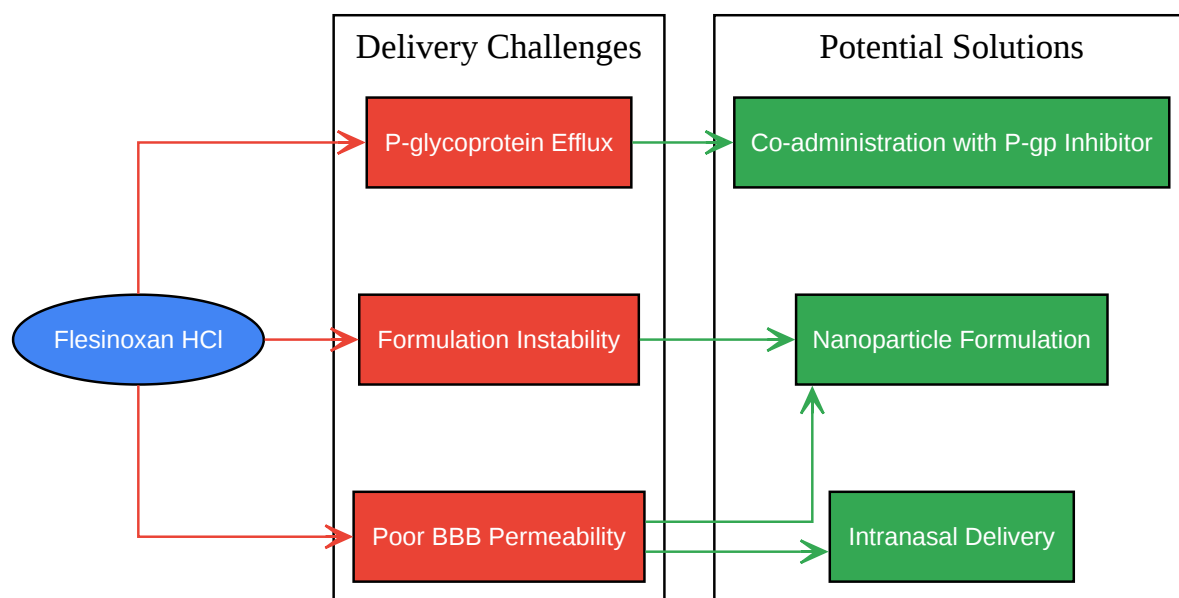 Delivery Challenges
Potential Solutions
P-glycoprotein Efflux
Co-administration with P-gp Inhibitor
Flesinoxan HCl
Formulation Instability
Nanoparticle Formulation
Poor BBB Permeability
Intranasal Delivery